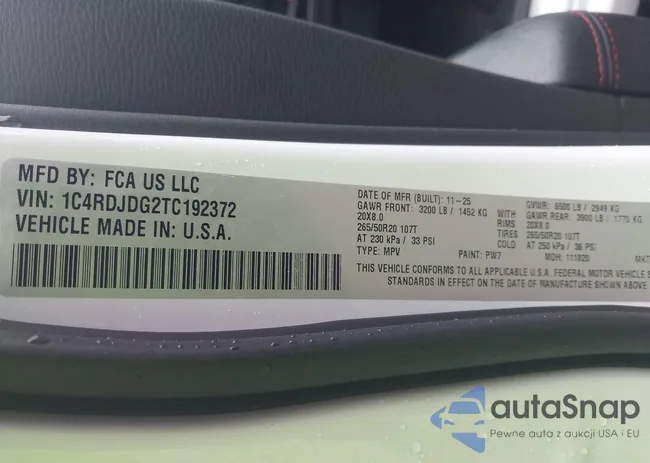 MFD BY: FCA US LLC
VIN: 1C4RDJDG2TC192372
VEHICLE MADE IN: U.S.A.
DATE OF MFR (BUILT): 11-25
GVWR: 6500 LB / 2949 KG
GAWR FRONT: 3200 LB / 1452 KG
GAWR REAR: 3900 LB / 1770 KG
20X8.0
RIMS
20X8.0
265/50R20 107T
TIRES
265/50R20 107T
AT 230 kPa / 33 PSI
COLD
AT 250 kPa / 36 PSI
TYPE: MPV
PAINT: PW7
MDH: 111820
MKT
THIS VEHICLE CONFORMS TO ALL APPLICABLE U.S.A. FEDERAL MOTOR VEHICLE S
STANDARDS IN EFFECT ON THE DATE OF MANUFACTURE SHOWN ABOVE
autaSnap
Pewne auta z aukcji USA i EU